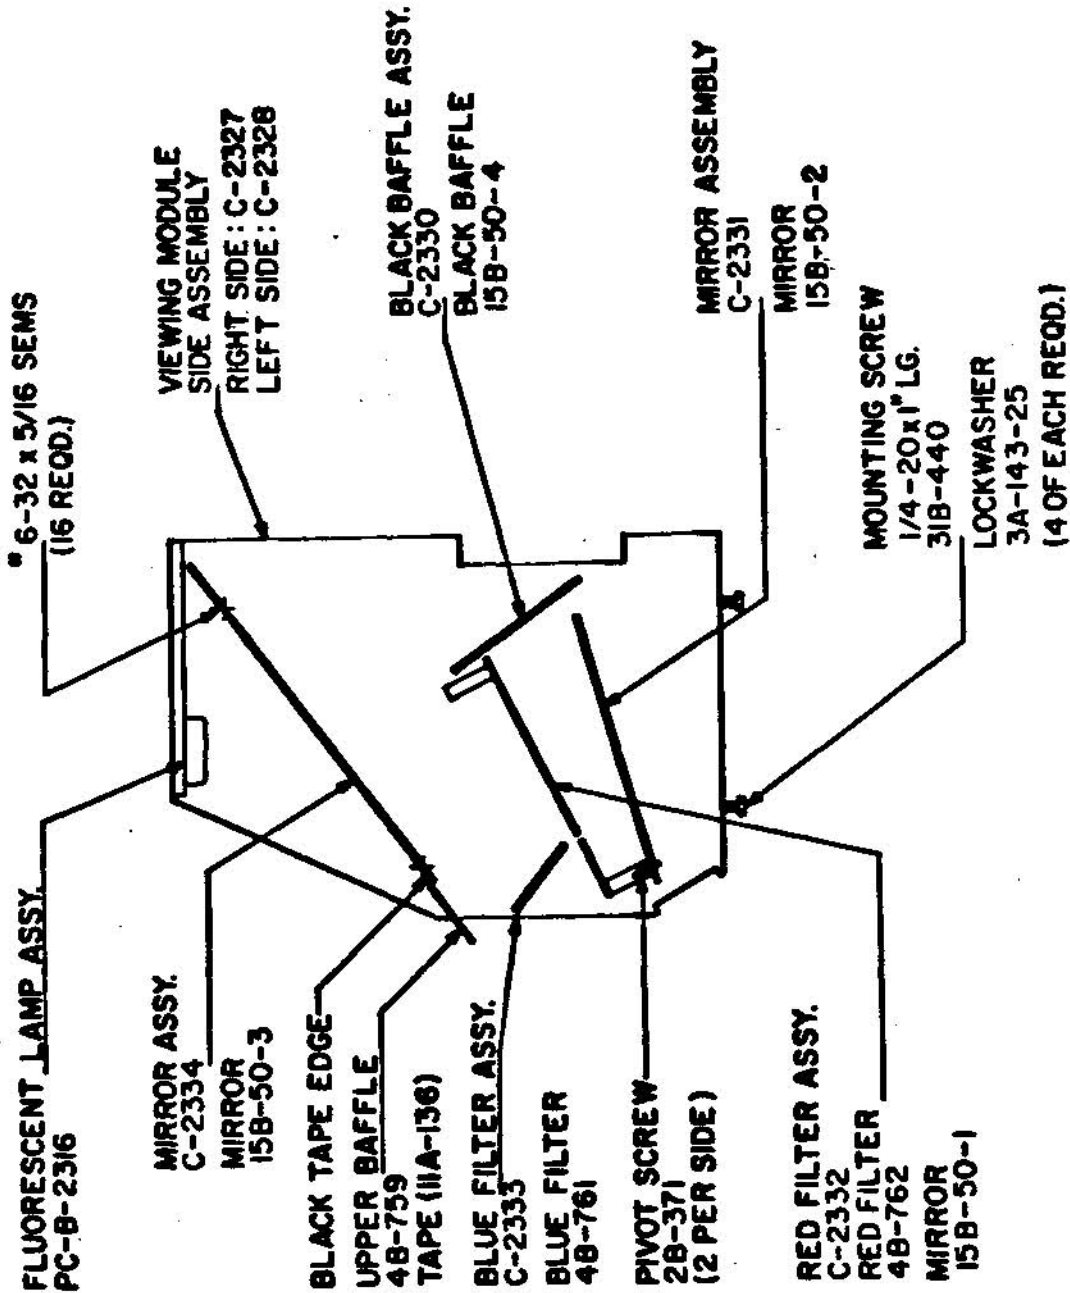 FLUORESCENT LAMP ASSY.
PC-B-2316
MIRROR ASSY.
C-2334
MIRROR
15B-50-3
BLACK TAPE EDGE
UPPER BAFFLE
4B-759
TAPE (11A-136)
BLUE FILTER ASSY.
C-2333
BLUE FILTER
4B-761
PIVOT SCREW
2B-371
(2 PER SIDE)
RED FILTER ASSY.
C-2332
RED FILTER
4B-762
MIRROR
15B-50-1
"6-32 x 5/16 SEMS
(16 REQD.)
VIEWING MODULE
SIDE ASSEMBLY
RIGHT SIDE: C-2327
LEFT SIDE: C-2328
BLACK BAFFLE ASSY.
C-2330
BLACK BAFFLE
15B-50-4
MIRROR ASSEMBLY
C-2331
MIRROR
15B-50-2
MOUNTING SCREW
1/4-20x1" LG.
31B-440
LOCKWASHER
3A-143-25
(4 OF EACH REQD.)